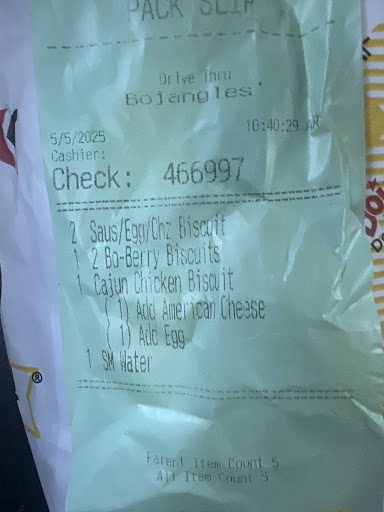 PACK SLIP
Drive Thru
Bojangles'
5/5/2025 10:40:29 AM
Cashier:
Check: 466997
2 Saus/Egg/Chz Biscuit
1 2 Bo-Berry Biscuits
1 Cajun Chicken Biscuit
( 1) Add American Cheese
( 1) Add Egg
1 SM Water
Parent Item Count 5
All Item Count 5
®